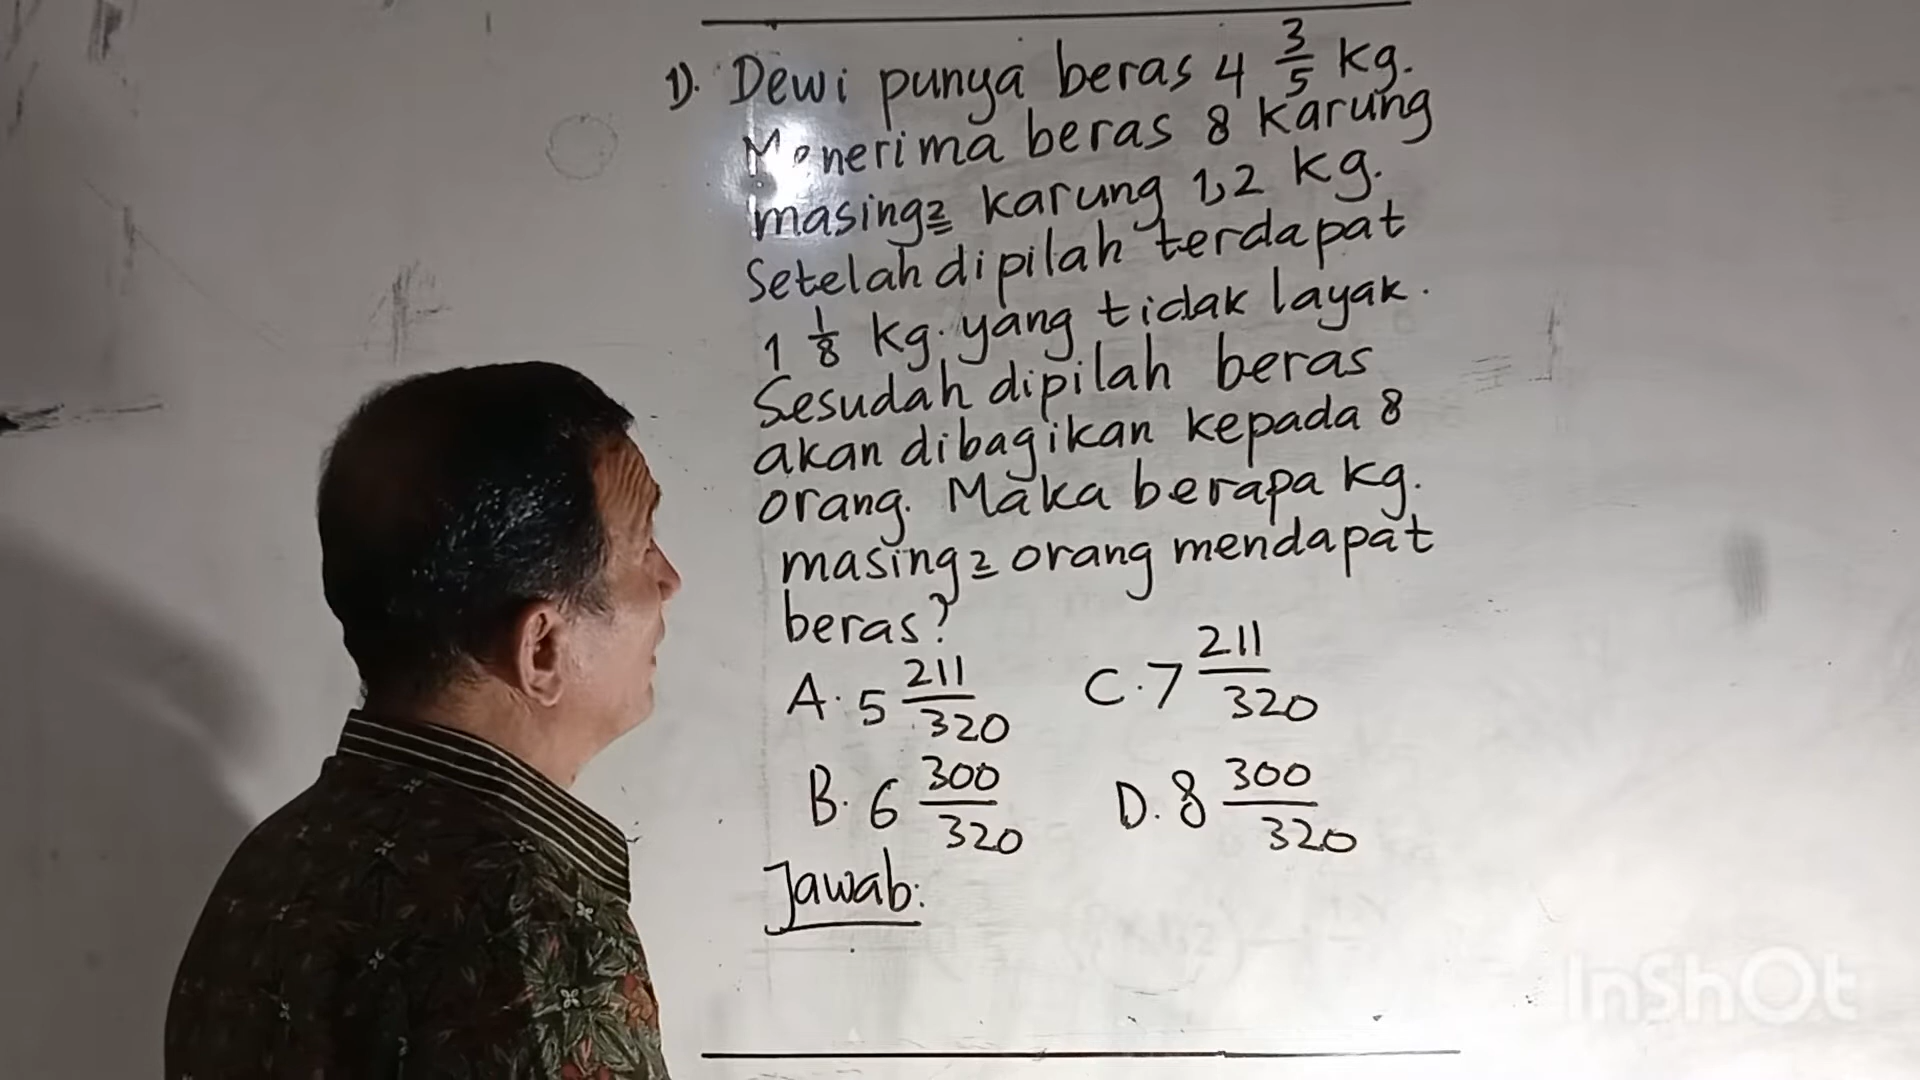 1). Dewi punya beras 4 3/5 kg.
Menerima beras 8 karung
masing2 karung 1,2 kg.
Setelah dipilah terdapat
1 1/8 kg. yang tidak layak.
Sesudah dipilah beras
akan dibagikan kepada 8
orang. Maka berapa kg.
masing2 orang mendapat
beras?
A. 5 211/320 C. 7 211/320
B. 6 300/320 D. 8 300/320
Jawab:
InShOt